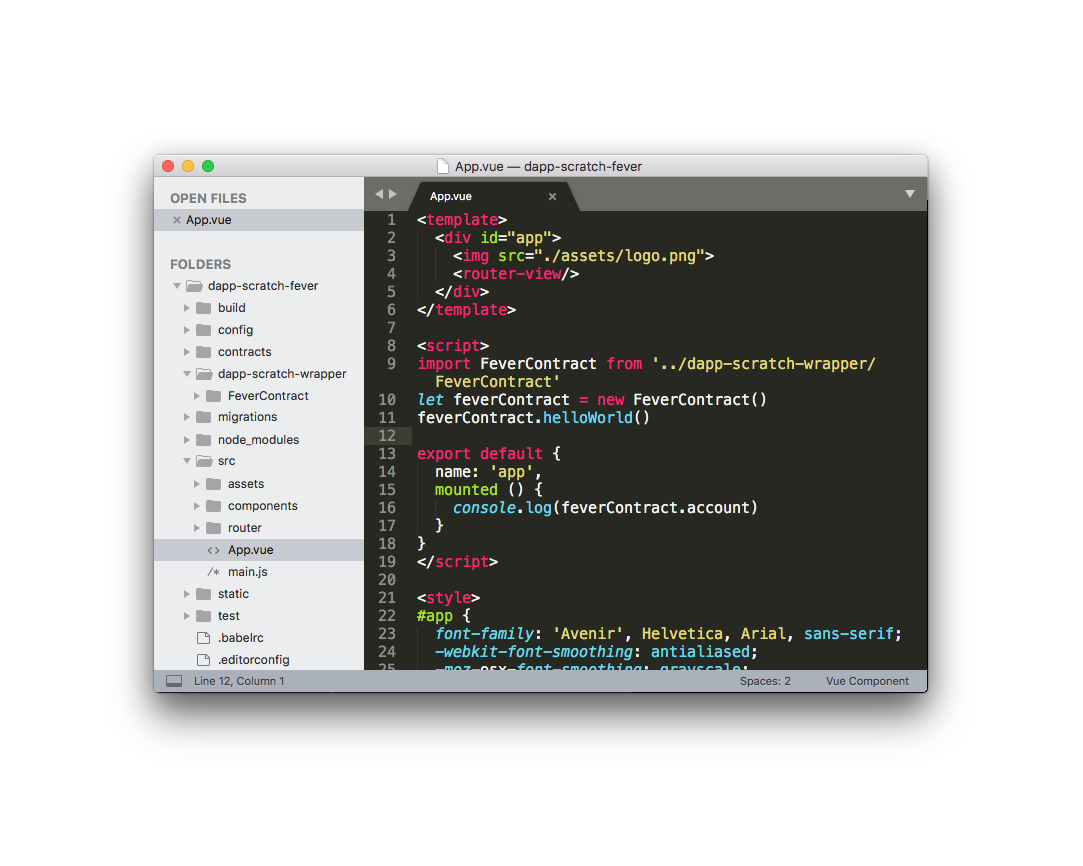 App.vue — dapp-scratch-fever
OPEN FILES
App.vue
FOLDERS
dapp-scratch-fever
build
config
contracts
dapp-scratch-wrapper
FeverContract
migrations
node_modules
src
assets
components
router
<> App.vue
/* main.js
static
test
.babelrc
.editorconfig
App.vue
1 <template>
2 <div id="app">
3 <img src="./assets/logo.png">
4 <router-view/>
5 </div>
6 </template>
7
8 <script>
9 import FeverContract from '../dapp-scratch-wrapper/
FeverContract'
10 let feverContract = new FeverContract()
11 feverContract.helloWorld()
12
13 export default {
14 name: 'app',
15 mounted () {
16 console.log(feverContract.account)
17 }
18 }
19 </script>
20
21 <style>
22 #app {
23 font-family: 'Avenir', Helvetica, Arial, sans-serif;
24 -webkit-font-smoothing: antialiased;
25 -moz-osx-font-smoothing: grayscale;
Line 12, Column 1
Spaces: 2
Vue Component